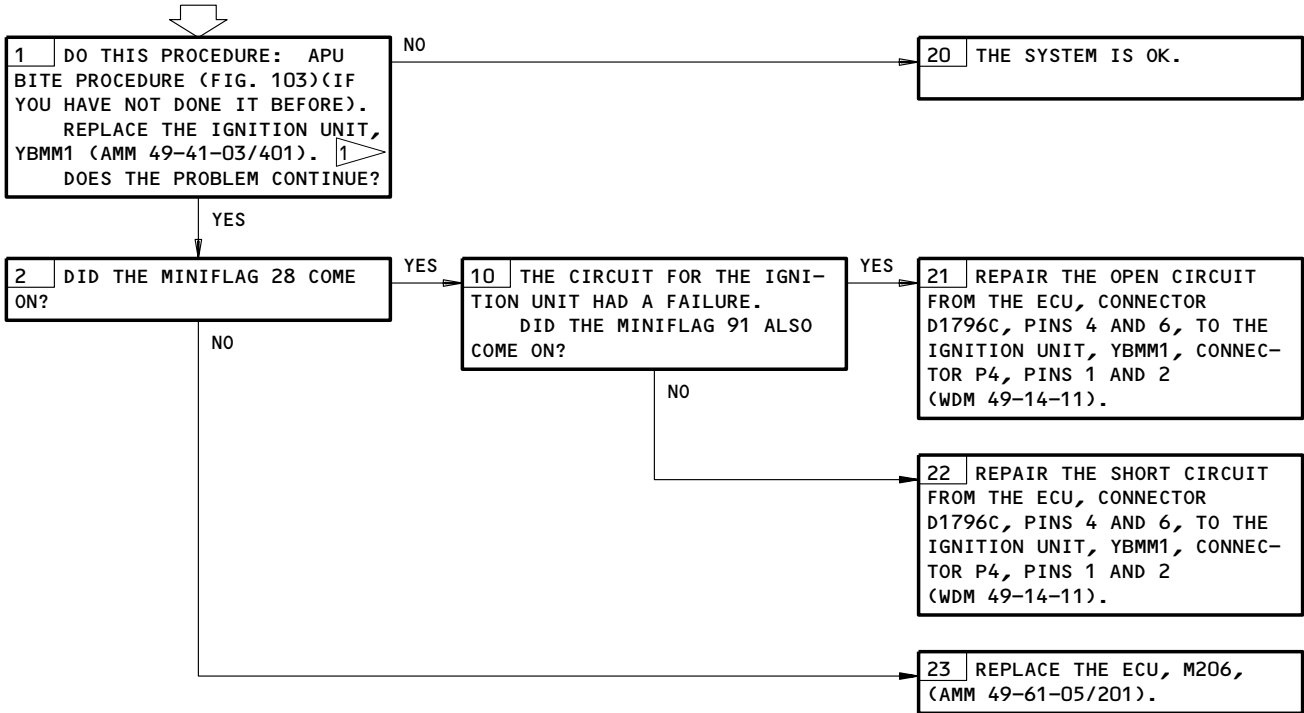 1 DO THIS PROCEDURE: APU
BITE PROCEDURE (FIG. 103)(IF
YOU HAVE NOT DONE IT BEFORE).
REPLACE THE IGNITION UNIT,
YBMM1 (AMM 49-41-03/401). 1
DOES THE PROBLEM CONTINUE?
NO
20 THE SYSTEM IS OK.
YES
2 DID THE MINIFLAG 28 COME
ON?
YES
10 THE CIRCUIT FOR THE IGNI-
TION UNIT HAD A FAILURE.
DID THE MINIFLAG 91 ALSO
COME ON?
YES
21 REPAIR THE OPEN CIRCUIT
FROM THE ECU, CONNECTOR
D1796C, PINS 4 AND 6, TO THE
IGNITION UNIT, YBMM1, CONNEC-
TOR P4, PINS 1 AND 2
(WDM 49-14-11).
NO
NO
22 REPAIR THE SHORT CIRCUIT
FROM THE ECU, CONNECTOR
D1796C, PINS 4 AND 6, TO THE
IGNITION UNIT, YBMM1, CONNEC-
TOR P4, PINS 1 AND 2
(WDM 49-14-11).
23 REPLACE THE ECU, M206,
(AMM 49-61-05/201).